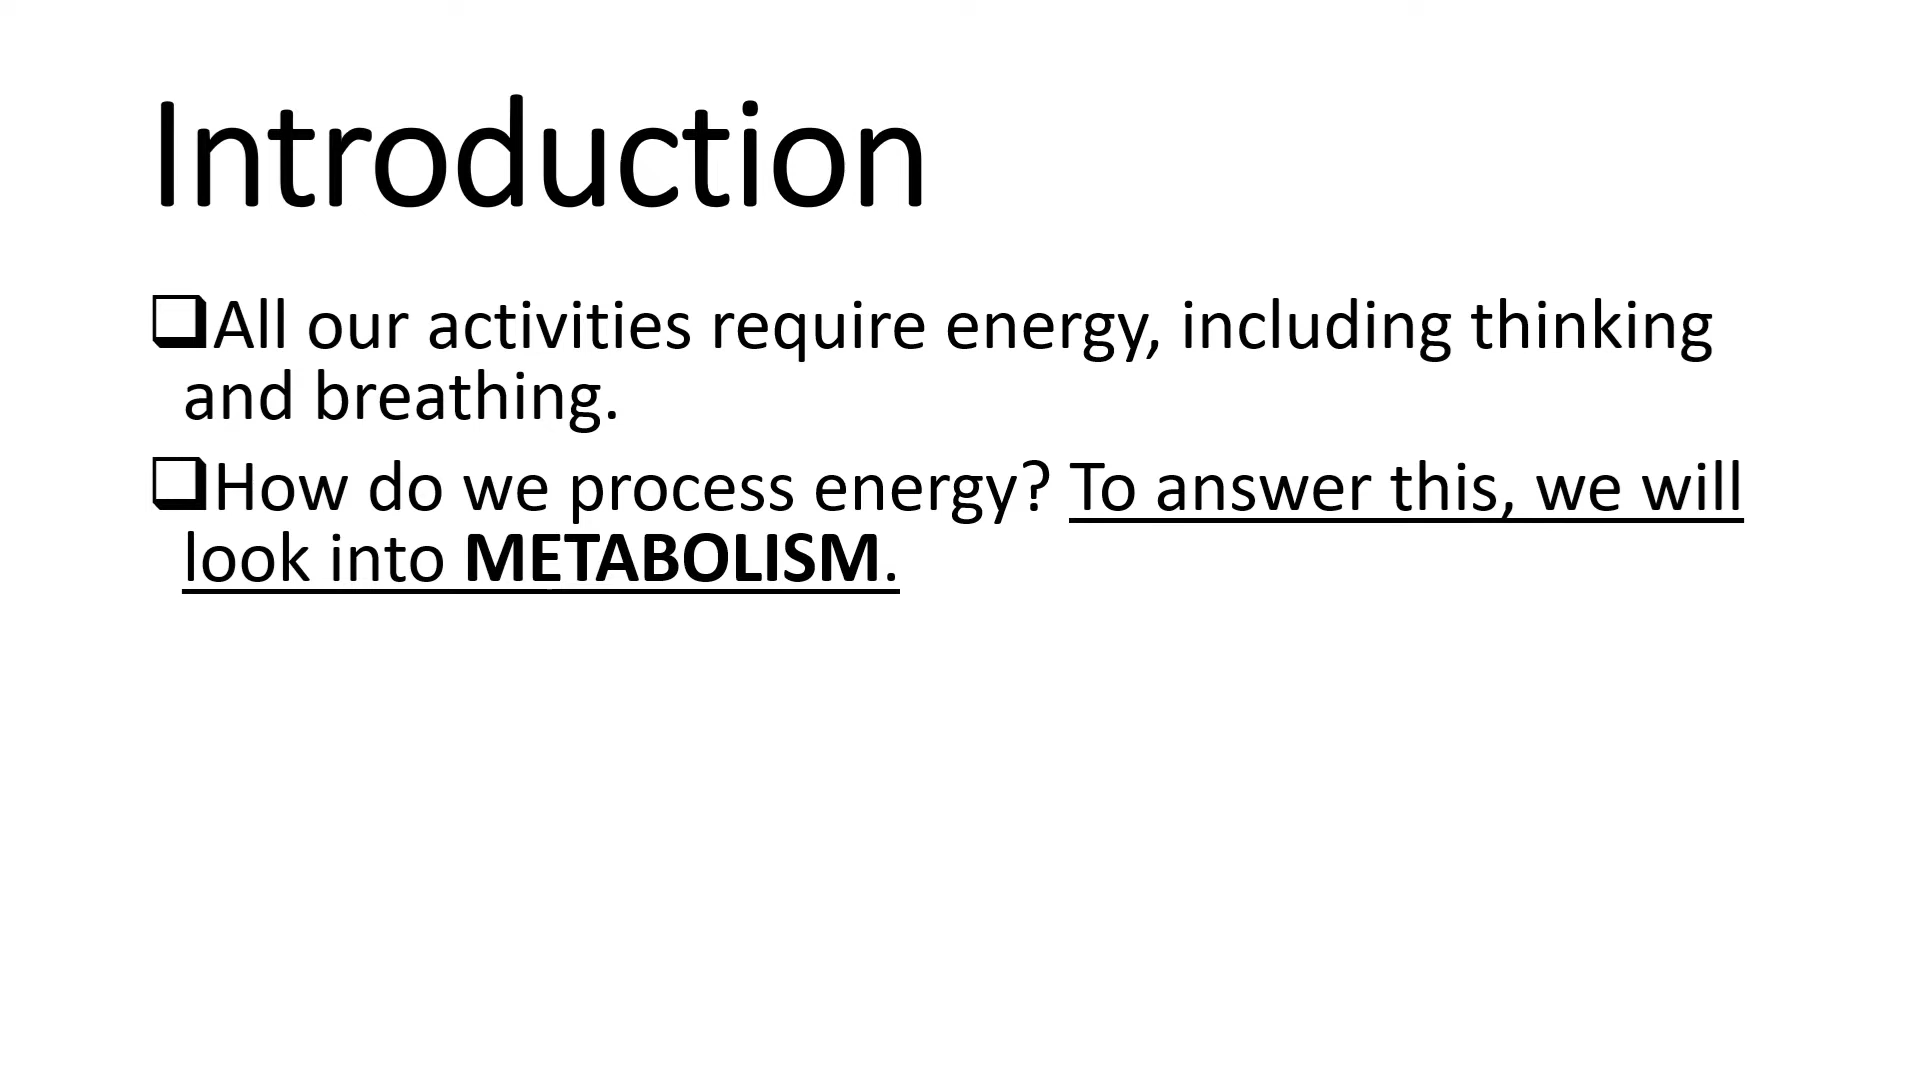 Introduction
❑All our activities require energy, including thinking
and breathing.
❑How do we process energy? To answer this, we will
look into METABOLISM.